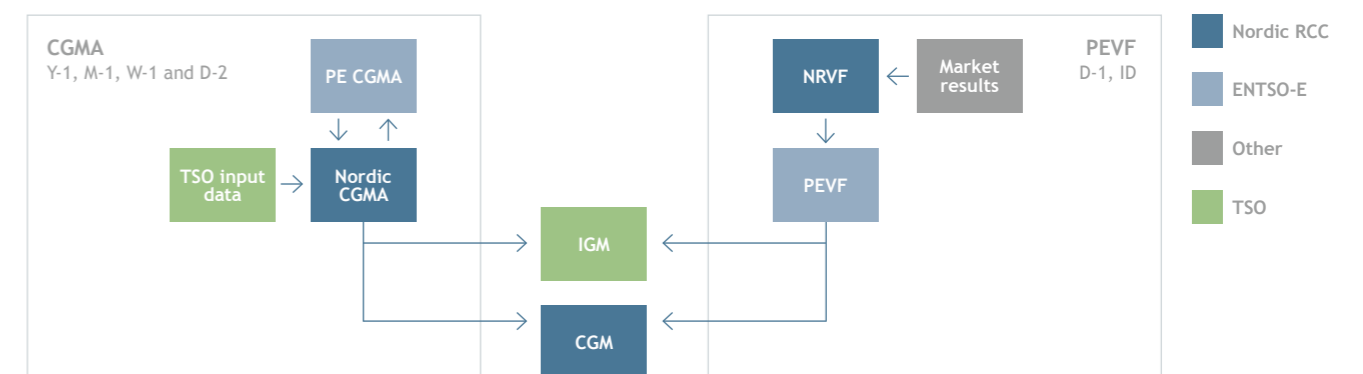 CGMA
Y-1, M-1, W-1 and D-2
PE CGMA
TSO input
data
Nordic
CGMA
IGM
CGM
PEVF
D-1, ID
NRVF
Market
results
PEVF
Nordic RCC
ENTSO-E
Other
TSO